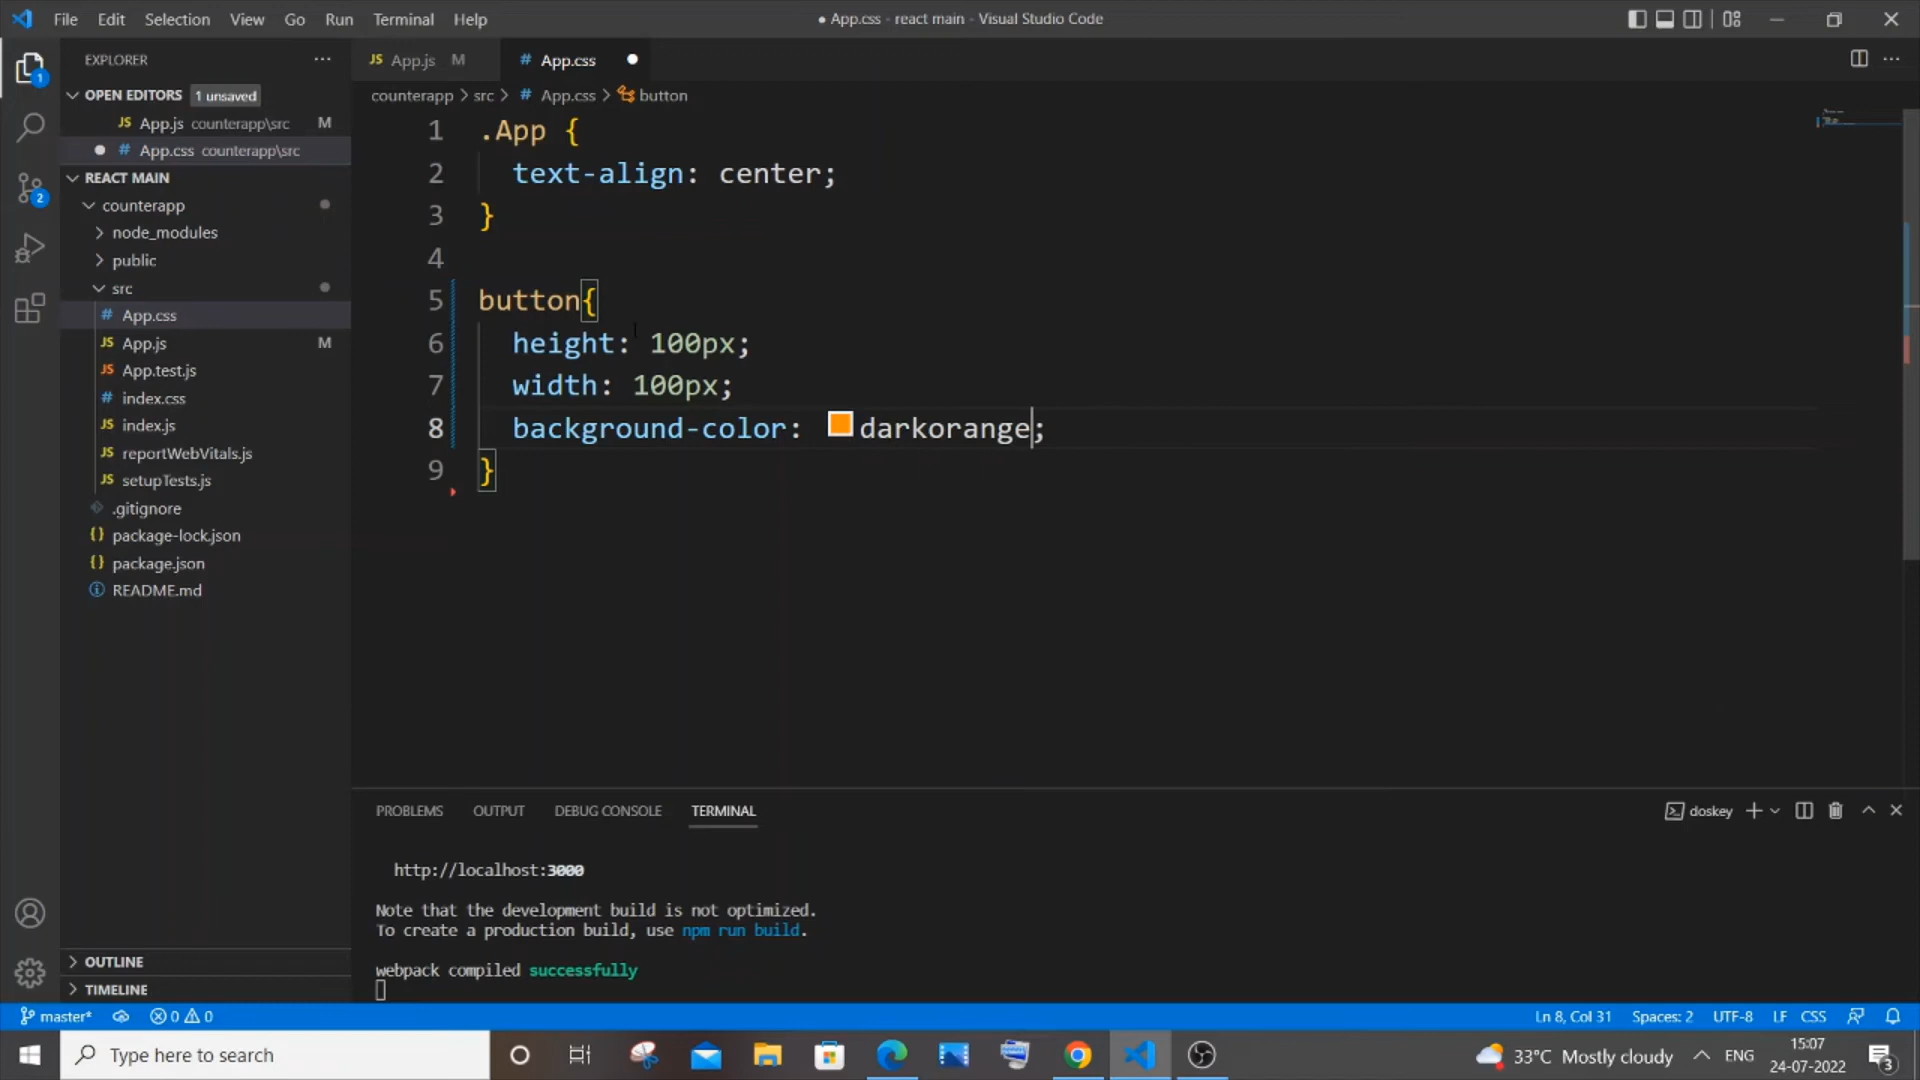 File Edit Selection View Go Run Terminal Help
● App.css - react main - Visual Studio Code
EXPLORER
JS App.js M
# App.css ●
OPEN EDITORS 1 unsaved
counterapp > src > # App.css > button
JS App.js counterapp\src M
● # App.css counterapp\src
REACT MAIN
counterapp
node_modules
public
src
# App.css
JS App.js M
JS App.test.js
# index.css
JS index.js
JS reportWebVitals.js
JS setupTests.js
.gitignore
{} package-lock.json
{} package.json
README.md
OUTLINE
TIMELINE
1 .App {
2 text-align: center;
3 }
4
5 button{
6 height: 100px;
7 width: 100px;
8 background-color: darkorange;
9 }
PROBLEMS OUTPUT DEBUG CONSOLE TERMINAL
doskey
http://localhost:3000
Note that the development build is not optimized.
To create a production build, use npm run build.
webpack compiled successfully
master* 0 0
Ln 8, Col 31 Spaces: 2 UTF-8 LF CSS
Type here to search
33°C Mostly cloudy
ENG
15:07
24-07-2022
3
1
2